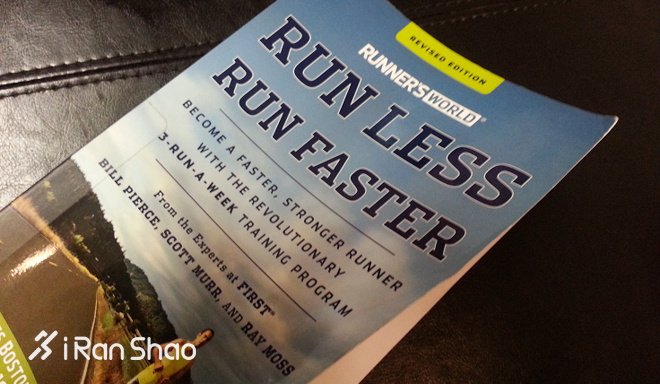 REVISED EDITION
RUNNER'S WORLD®
RUN LESS
RUN FASTER
BECOME A FASTER, STRONGER RUNNER
WITH THE REVOLUTIONARY
3-RUN-A-WEEK TRAINING PROGRAM
From the Experts at FIRST®
BILL PIERCE, SCOTT MURR, AND RAY MOSS
iRanShao